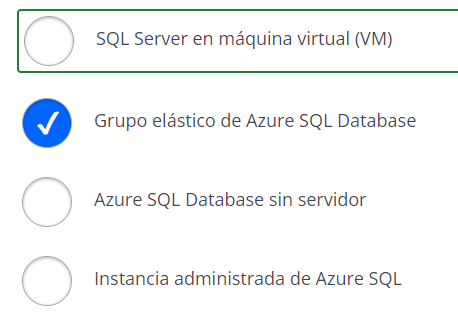 SQL Server en máquina virtual (VM)
Grupo elástico de Azure SQL Database
Azure SQL Database sin servidor
Instancia administrada de Azure SQL